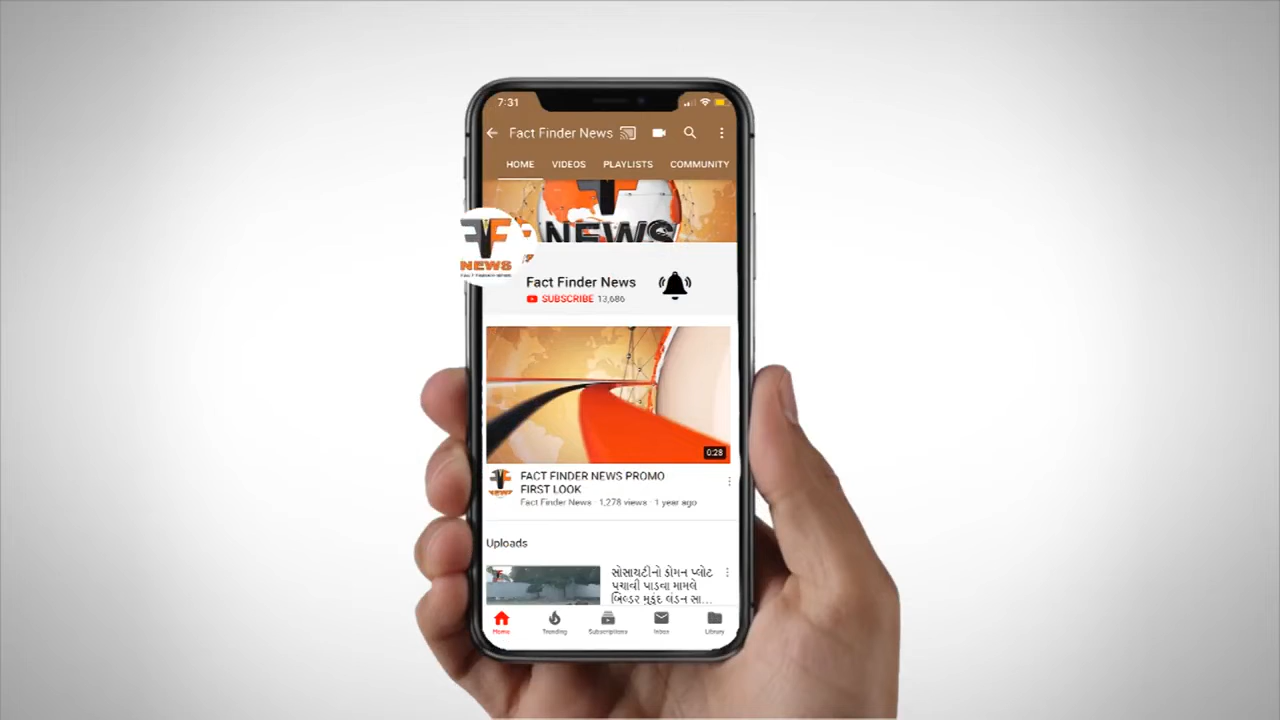 7:31
Fact Finder News
HOME VIDEOS PLAYLISTS COMMUNITY
NEWS
NEWS
Fact Finder News
SUBSCRIBE 13,686
0:28
FACT FINDER NEWS PROMO
FIRST LOOK
Fact Finder News · 1,278 views · 1 year ago
Uploads
સોસાયટીનો કોમન પ્લોટ
પચાવી પાડવા મામલે
બિલ્ડર મુકુંદ લંડન સા...
Home Trending Subscriptions Inbox Library